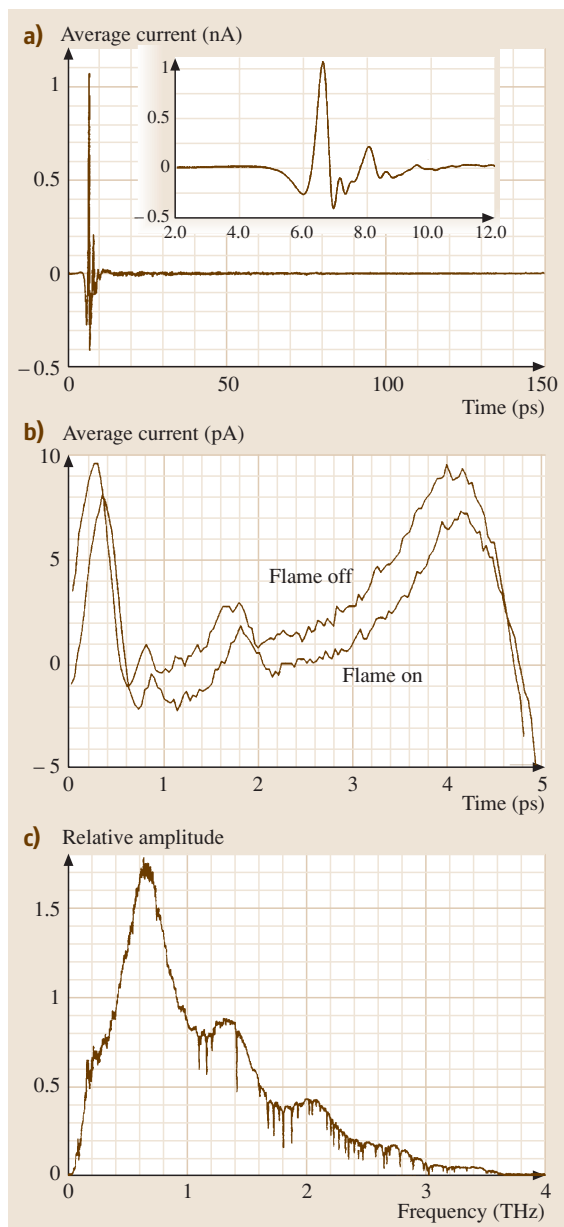 a) Average current (nA)
1
0.5
0
– 0.5
0 50 100 150
Time (ps)
1
0.5
0
– 0.5
2.0 4.0 6.0 8.0 10.0 12.0
b) Average current (pA)
10
5
0
– 5
Flame off
Flame on
0 1 2 3 4 5
Time (ps)
c) Relative amplitude
1.5
1
0.5
0
0 1 2 3 4
Frequency (THz)